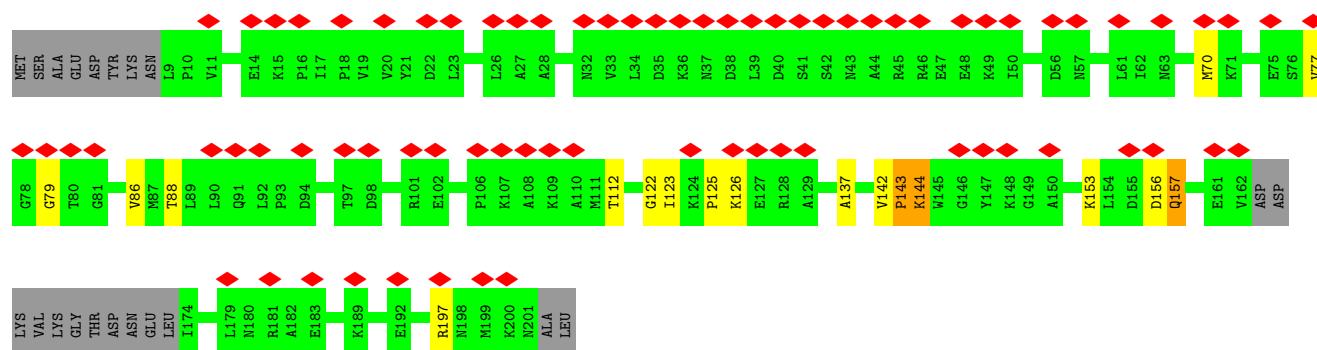 MET SER ALA GLU ASP TYR LYS ASN L9 P10 V11 E14 K15 P16 I17 P18 V19 V20 Y21 D22 L23 L26 A27 A28 N32 V33 L34 D35 K36 N37 D38 L39 D40 S41 S42 N43 A44 R45 R46 E47 E48 K49 I50 D56 N57 L61 I62 N63 M70 K71 E75 S76 V77
G78 G79 T80 G81 V86 M87 T88 L89 L90 Q91 L92 P93 D94 T97 D98 R101 E102 P106 K107 A108 K109 A110 M111 T112 G122 I123 K124 P125 K126 E127 R128 A129 A137 V142 P143 K144 W145 G146 Y147 K148 G149 A150 K153 L154 D155 D156 Q157 E161 V162 ASP ASP
LYS VAL LYS GLY THR ASP ASN GLU LEU I174 L179 N180 R181 A182 E183 K189 E192 R197 N198 M199 K200 N201 ALA LEU